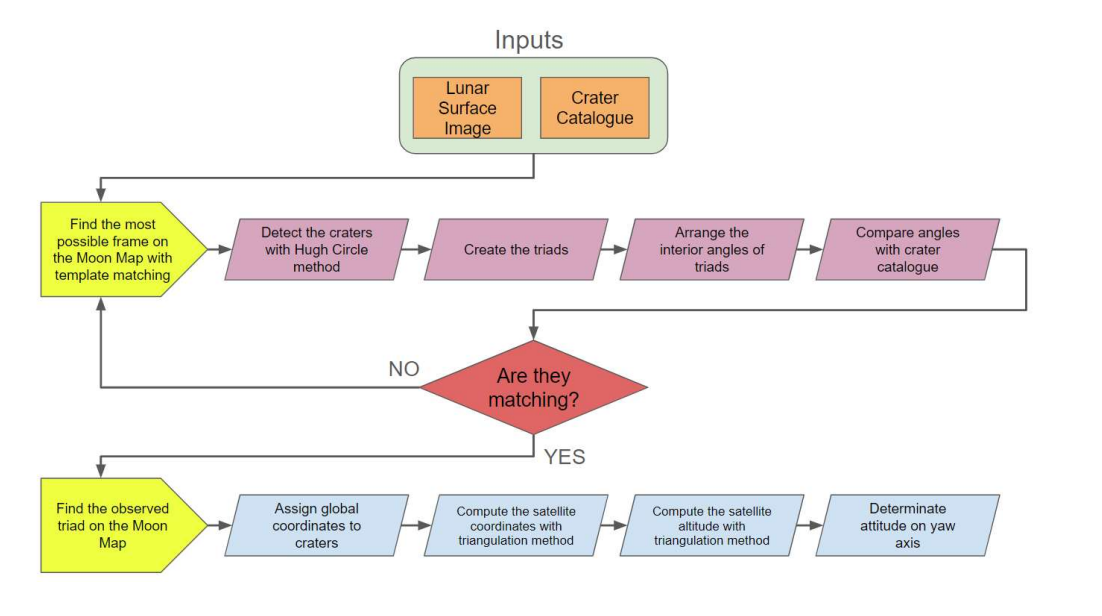 Inputs
Lunar
Surface
Image
Crater
Catalogue
Find the most
possible frame on
the Moon Map with
template matching
Detect the craters
with Hugh Circle
method
Create the triads
Arrange the
interior angles of
triads
Compare angles
with crater
catalogue
Are they
matching?
NO
YES
Find the observed
triad on the Moon
Map
Assign global
coordinates to
craters
Compute the satellite
coordinates with
triangulation method
Compute the satellite
altitude with
triangulation method
Determinate
attitude on yaw
axis